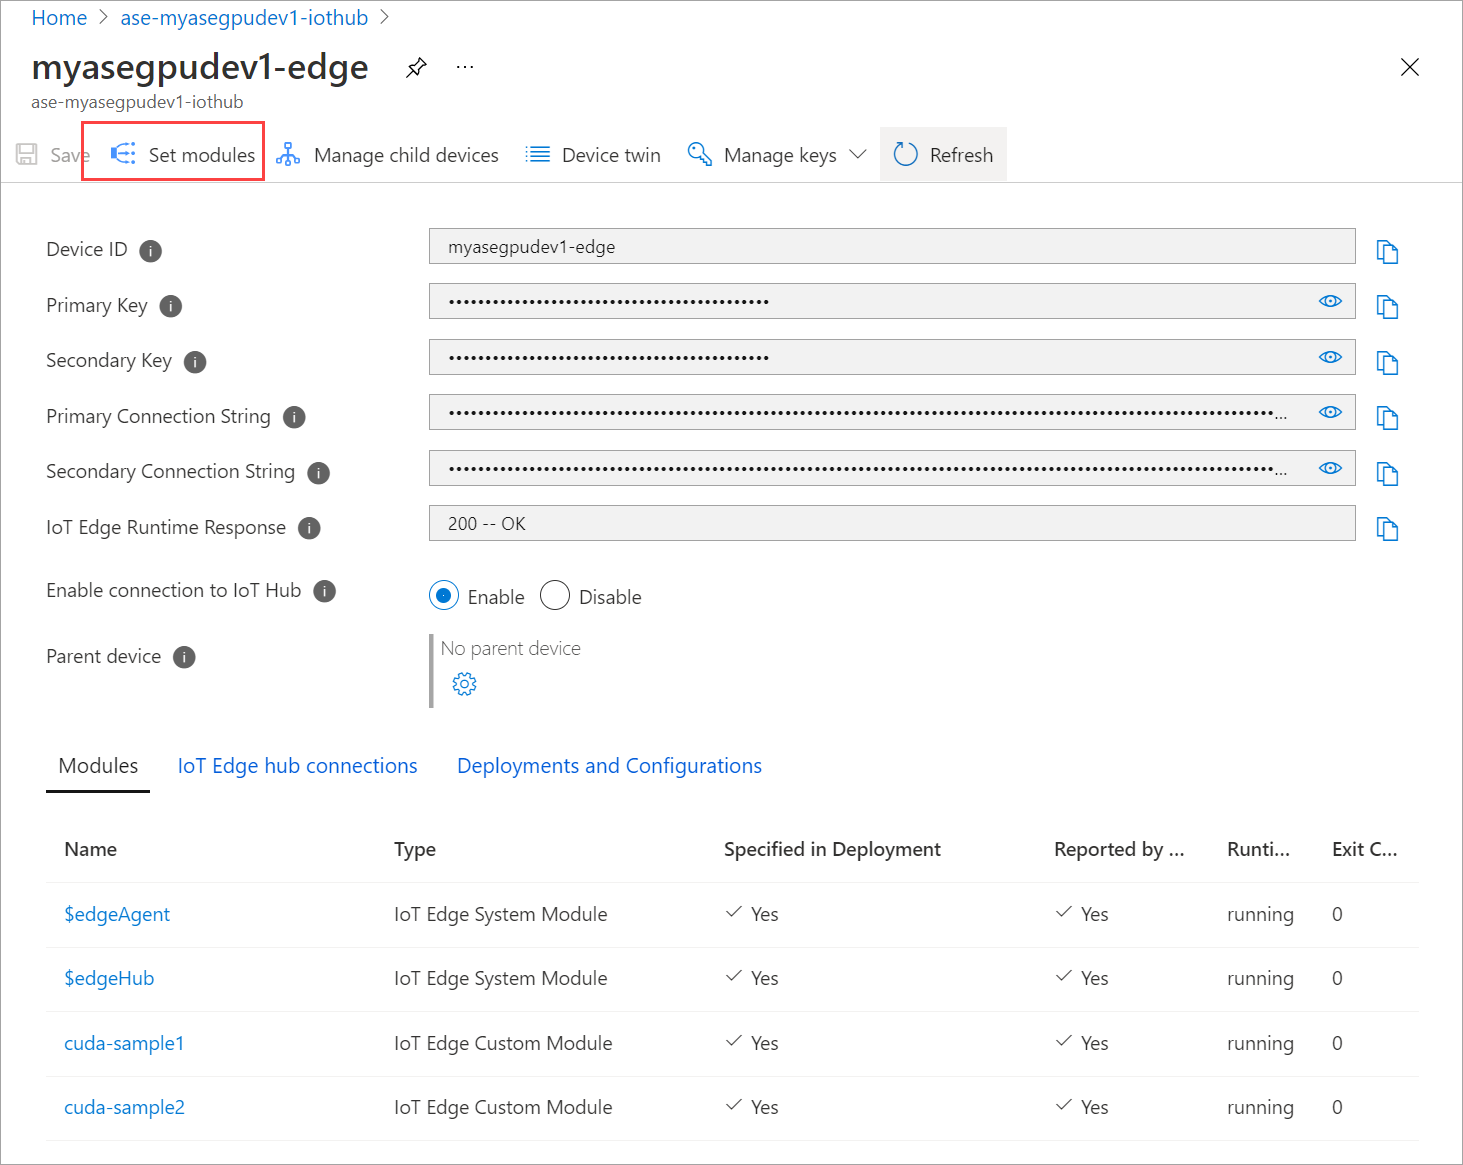 Home > ase-myasegpudev1-iothub >
myasegpudev1-edge ...
ase-myasegpudev1-iothub
Save Set modules Manage child devices Device twin Manage keys Refresh
Device ID i myasegpudev1-edge
Primary Key i ••••••••••••••••••••••••••••••••••••••••••••
Secondary Key i ••••••••••••••••••••••••••••••••••••••••••••
Primary Connection String i ...
Secondary Connection String i ...
IoT Edge Runtime Response i 200 -- OK
Enable connection to IoT Hub i Enable Disable
Parent device i No parent device
Modules IoT Edge hub connections Deployments and Configurations
Name Type Specified in Deployment Reported by ... Runti... Exit C...
$edgeAgent IoT Edge System Module Yes Yes running 0
$edgeHub IoT Edge System Module Yes Yes running 0
cuda-sample1 IoT Edge Custom Module Yes Yes running 0
cuda-sample2 IoT Edge Custom Module Yes Yes running 0